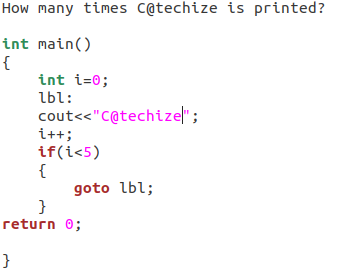 How many times C@techize is printed?
int main()
{
int i=0;
lbl:
cout<<"C@techize";
i++;
if(i<5)
{
goto lbl;
}
return 0;
}